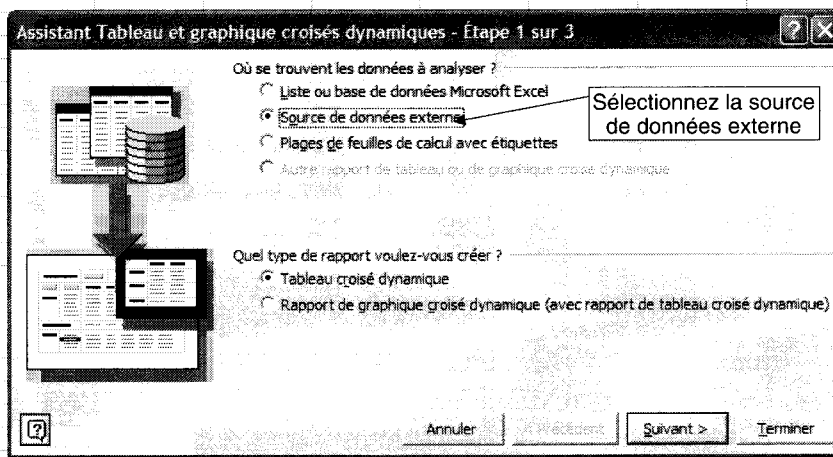 Assistant Tableau et graphique croisés dynamiques - Étape 1 sur 3
Où se trouvent les données à analyser ?
Liste ou base de données Microsoft Excel
Source de données externe
Sélectionnez la source
de données externe
Plages de feuilles de calcul avec étiquettes
Autre rapport de tableau ou de graphique croisé dynamique
Quel type de rapport voulez-vous créer ?
Tableau croisé dynamique
Rapport de graphique croisé dynamique (avec rapport de tableau croisé dynamique)
Annuler
< Précédent
Suivant >
Terminer